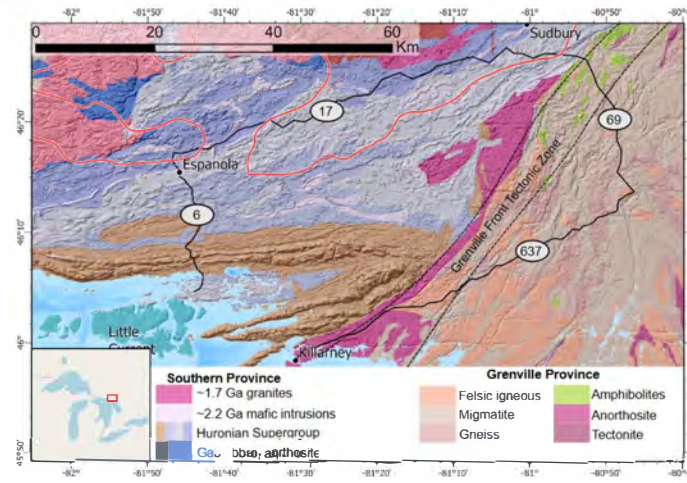 -82° -81°50' -81°40' -81°30' -81°20' -81°10' -81° -80°50'
0 20 40 60
Km
Sudbury
17
69
46°20'
Espanola
6
46°10'
Grenville Front Tectonic Zone
637
Little
Current
46°
Killarney
Southern Province
~1.7 Ga granites
~2.2 Ga mafic intrusions
Huronian Supergroup
Grenville Province
Felsic igneous
Migmatite
Gneiss
Amphibolites
Anorthosite
Tectonite
45°50'
-82° -81°50' -81°40' -81°30' -81°20' -81°10' -81° -80°50'